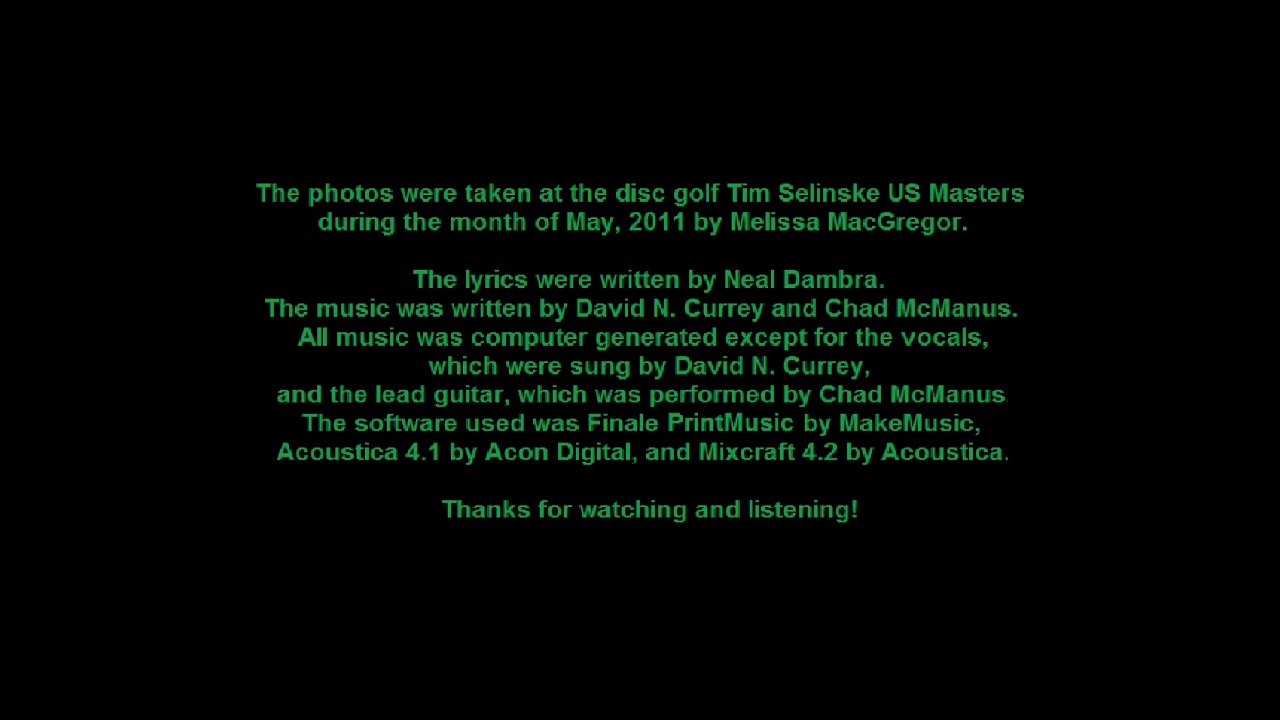 The photos were taken at the disc golf Tim Selinske US Masters
during the month of May, 2011 by Melissa MacGregor.
The lyrics were written by Neal Dambra.
The music was written by David N. Currey and Chad McManus.
All music was computer generated except for the vocals,
which were sung by David N. Currey,
and the lead guitar, which was performed by Chad McManus
The software used was Finale PrintMusic by MakeMusic,
Acoustica 4.1 by Acon Digital, and Mixcraft 4.2 by Acoustica.
Thanks for watching and listening!